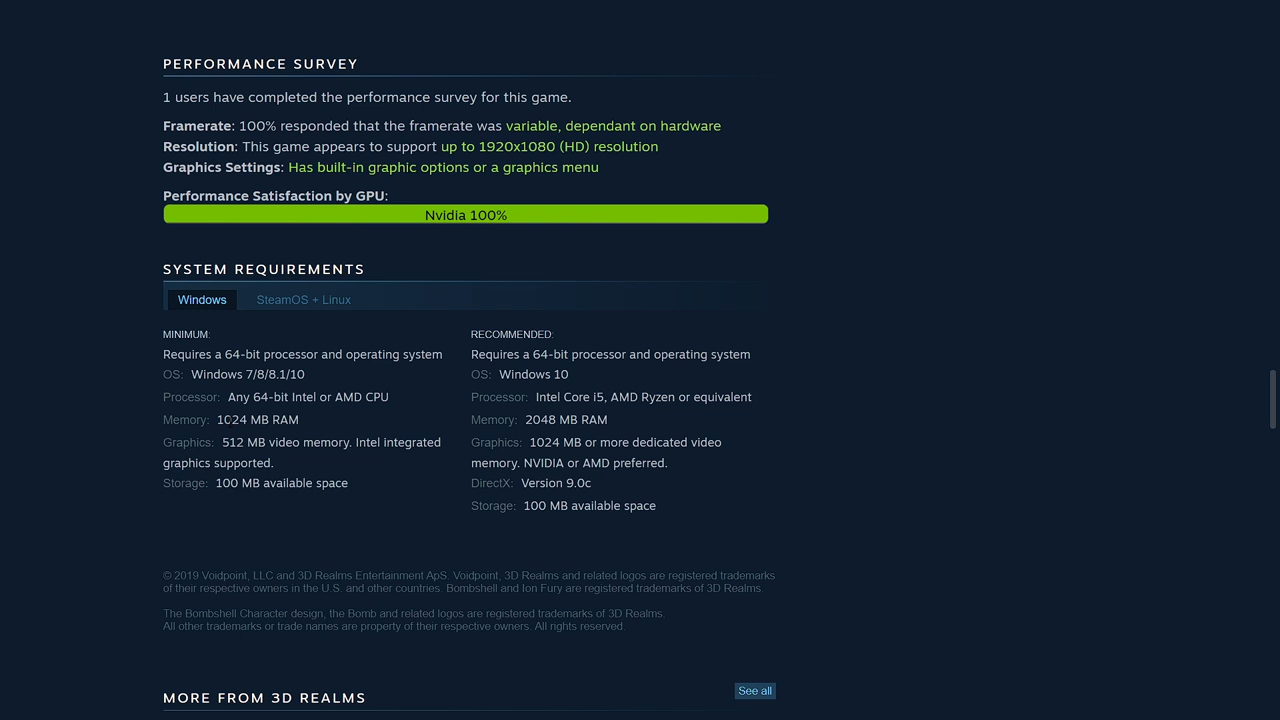 PERFORMANCE SURVEY
1 users have completed the performance survey for this game.
Framerate: 100% responded that the framerate was variable, dependant on hardware
Resolution: This game appears to support up to 1920x1080 (HD) resolution
Graphics Settings: Has built-in graphic options or a graphics menu
Performance Satisfaction by GPU:
Nvidia 100%
SYSTEM REQUIREMENTS
Windows SteamOS + Linux
MINIMUM:
Requires a 64-bit processor and operating system
OS: Windows 7/8/8.1/10
Processor: Any 64-bit Intel or AMD CPU
Memory: 1024 MB RAM
Graphics: 512 MB video memory. Intel integrated
graphics supported.
Storage: 100 MB available space
RECOMMENDED:
Requires a 64-bit processor and operating system
OS: Windows 10
Processor: Intel Core i5, AMD Ryzen or equivalent
Memory: 2048 MB RAM
Graphics: 1024 MB or more dedicated video
memory. NVIDIA or AMD preferred.
DirectX: Version 9.0c
Storage: 100 MB available space
© 2019 Voidpoint, LLC and 3D Realms Entertainment ApS. Voidpoint, 3D Realms and related logos are registered trademarks
of their respective owners in the U.S. and other countries. Bombshell and Ion Fury are registered trademarks of 3D Realms.
The Bombshell Character design, the Bomb and related logos are registered trademarks of 3D Realms.
All other trademarks or trade names are property of their respective owners. All rights reserved.
MORE FROM 3D REALMS
See all